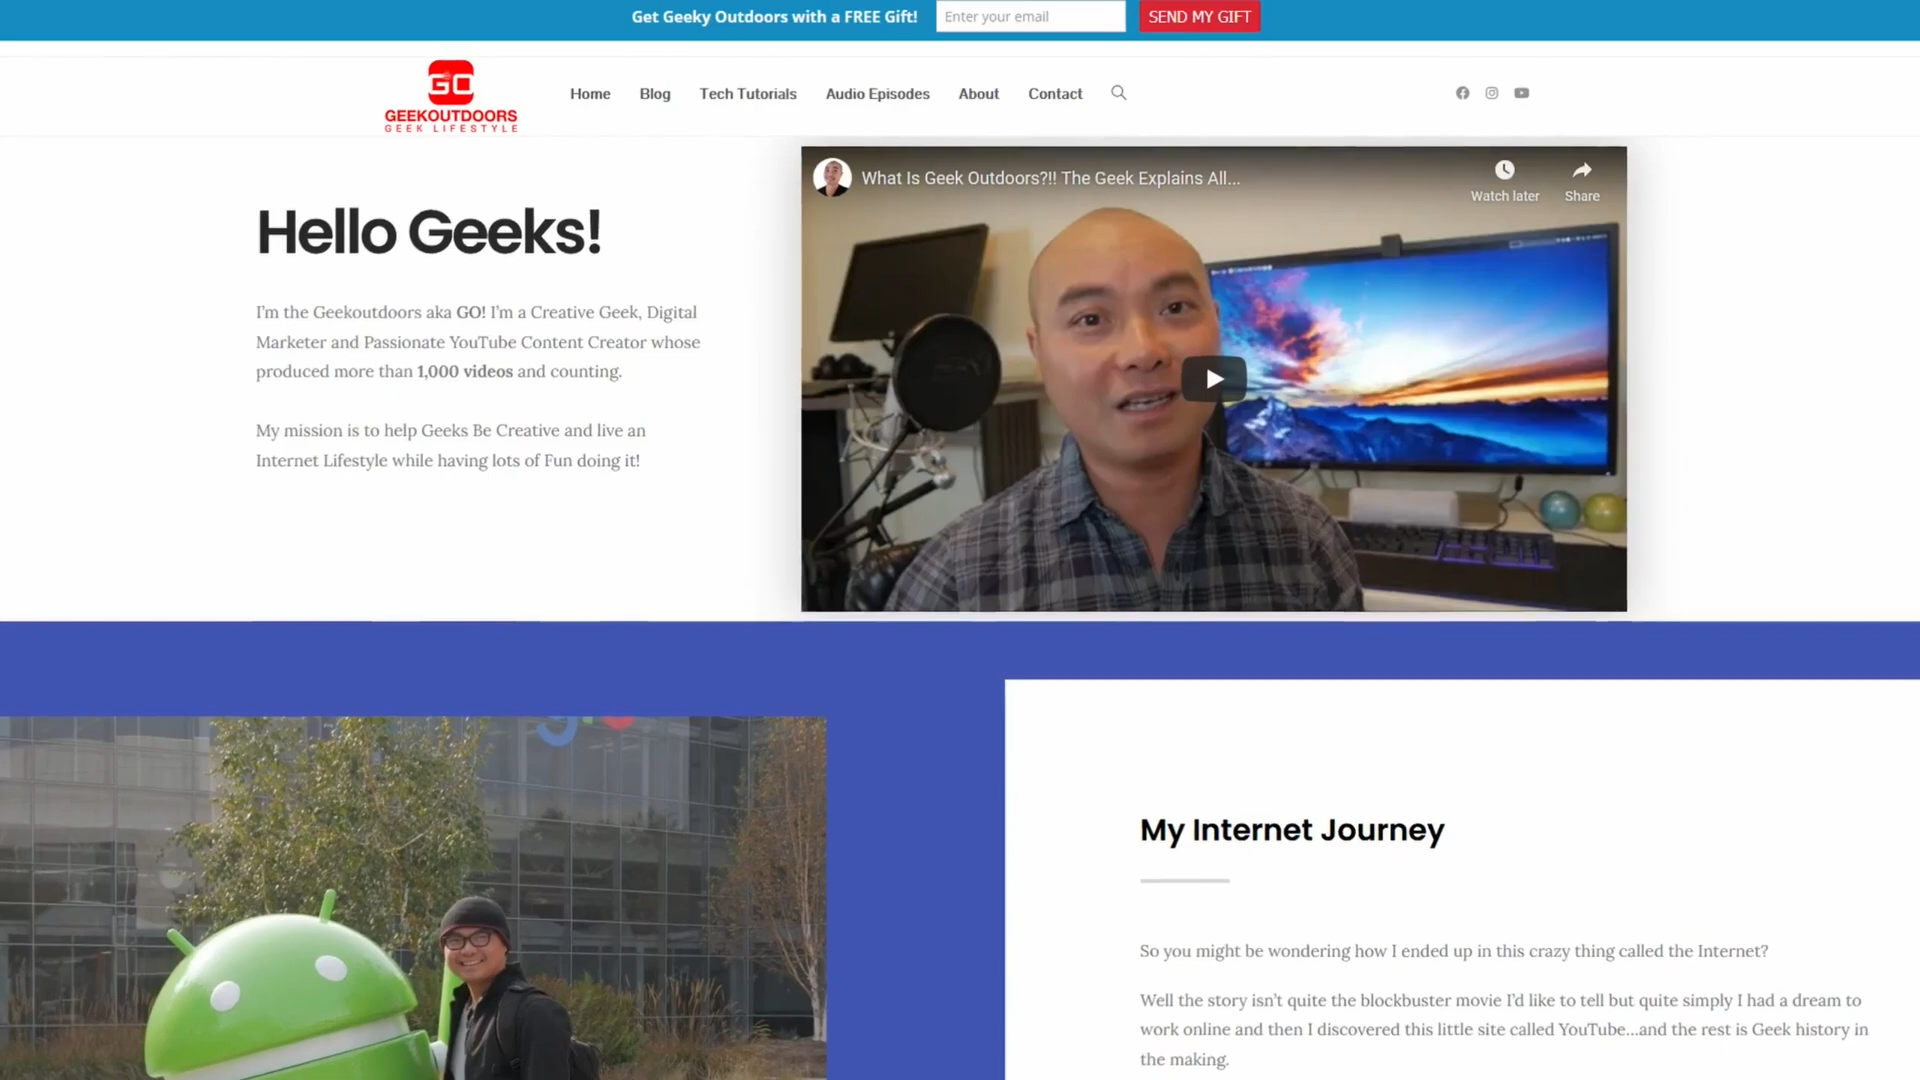 Get Geeky Outdoors with a FREE Gift!
Enter your email
SEND MY GIFT
GO
GEEKOUTDOORS
GEEK LIFESTYLE
Home
Blog
Tech Tutorials
Audio Episodes
About
Contact
Hello Geeks!
I'm the Geekoutdoors aka GO! I'm a Creative Geek, Digital
Marketer and Passionate YouTube Content Creator whose
produced more than 1,000 videos and counting.
My mission is to help Geeks Be Creative and live an
Internet Lifestyle while having lots of Fun doing it!
What Is Geek Outdoors?!! The Geek Explains All...
Watch later
Share
My Internet Journey
So you might be wondering how I ended up in this crazy thing called the Internet?
Well the story isn't quite the blockbuster movie I'd like to tell but quite simply I had a dream to
work online and then I discovered this little site called YouTube...and the rest is Geek history in
the making.